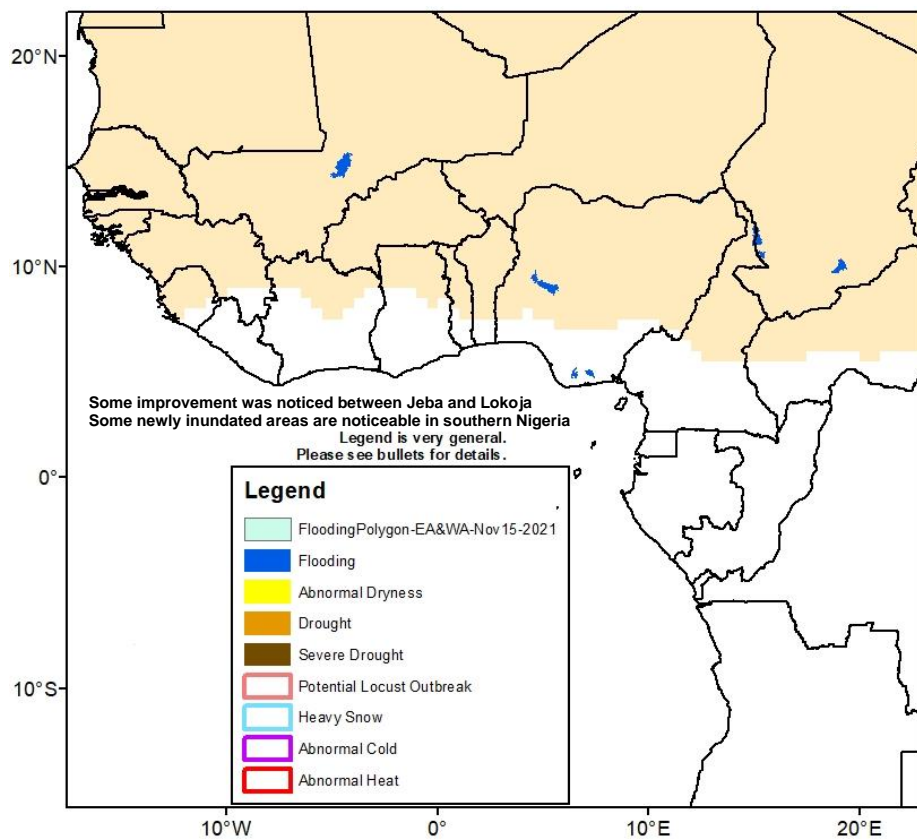 20°N
10°N
Some improvement was noticed between Jeba and Lokoja
Some newly inundated areas are noticeable in southern Nigeria
Legend is very general.
Please see bullets for details.
0°
Legend
FloodingPolygon-EA&WA-Nov15-2021
Flooding
Abnormal Dryness
Drought
Severe Drought
Potential Locust Outbreak
10°S
Heavy Snow
Abnormal Cold
Abnormal Heat
10°W
0°
10°E
20°E